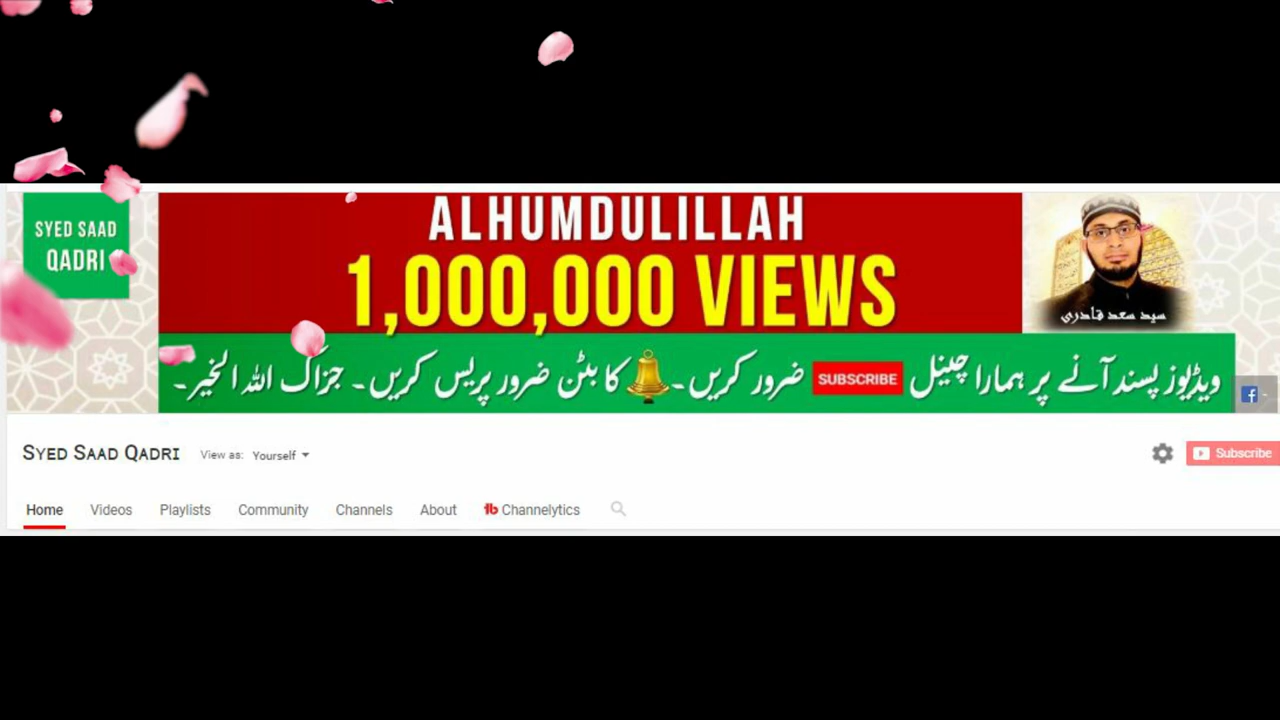 SYED SAAD
QADRI
ALHUMDULILLAH
1,000,000 VIEWS
سید سعد قادری
ویڈیوز پسند آنے پر ہمارا چینل SUBSCRIBE ضرور کریں۔ کا بٹن ضرور پریس کریں۔ جزاک اللہ الخیر۔
SYED SAAD QADRI View as: Yourself
Subscribe
Home Videos Playlists Community Channels About Channelytics